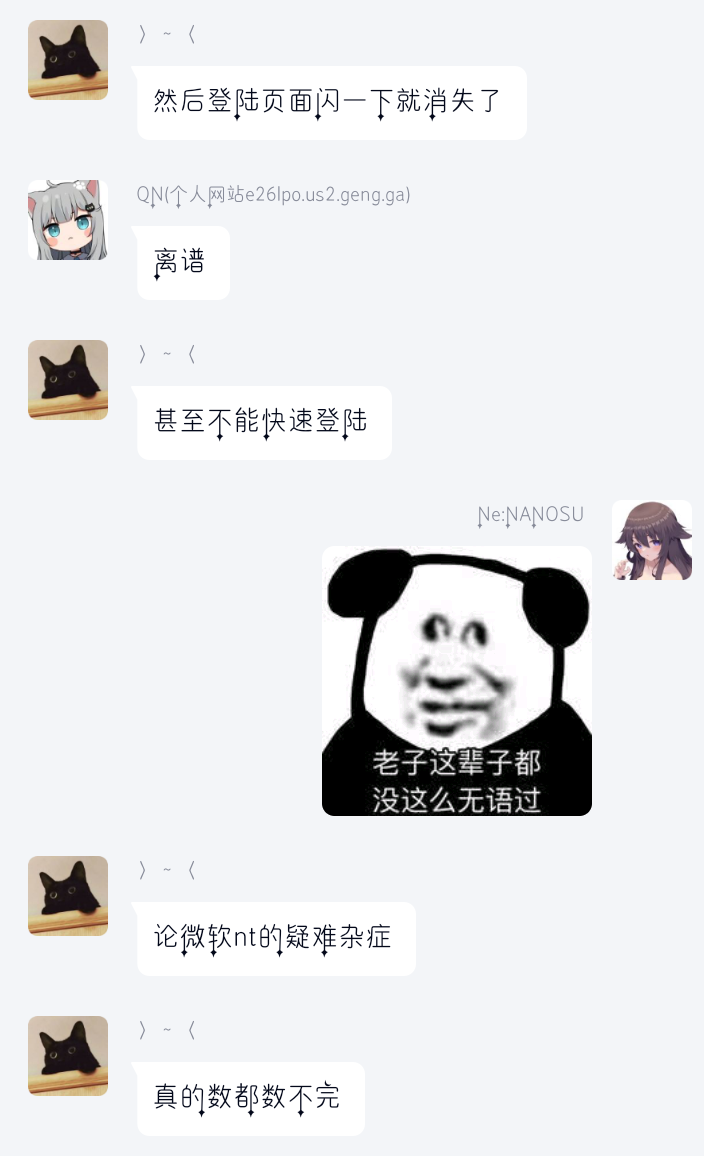 〉 ~ 〈
然后登陆页面闪一下就消失了
QN(个人网站e26lpo.us2.geng.ga)
离谱
〉 ~ 〈
甚至不能快速登陆
Ne:NANOSU
老子这辈子都
没这么无语过
〉 ~ 〈
论微软nt的疑难杂症
〉 ~ 〈
真的数都数不完